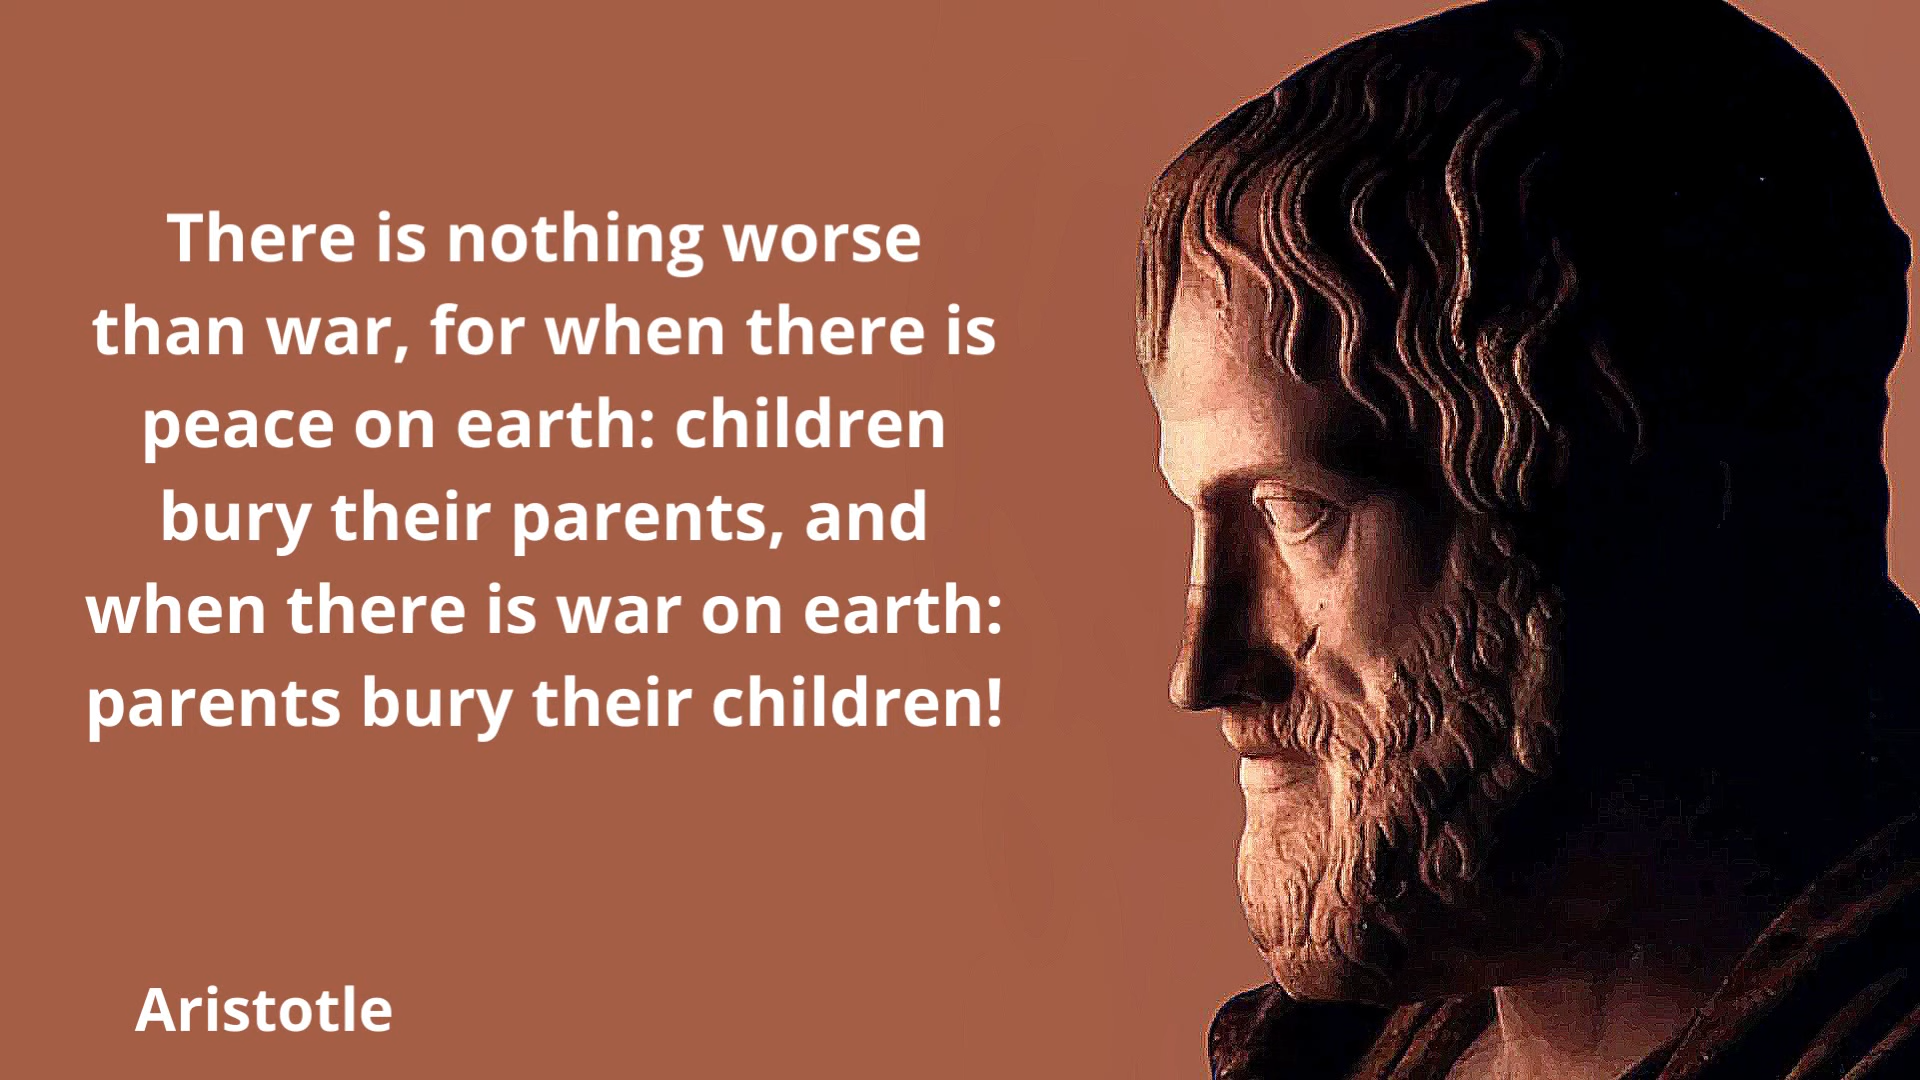 There is nothing worse
than war, for when there is
peace on earth: children
bury their parents, and
when there is war on earth:
parents bury their children!
Aristotle